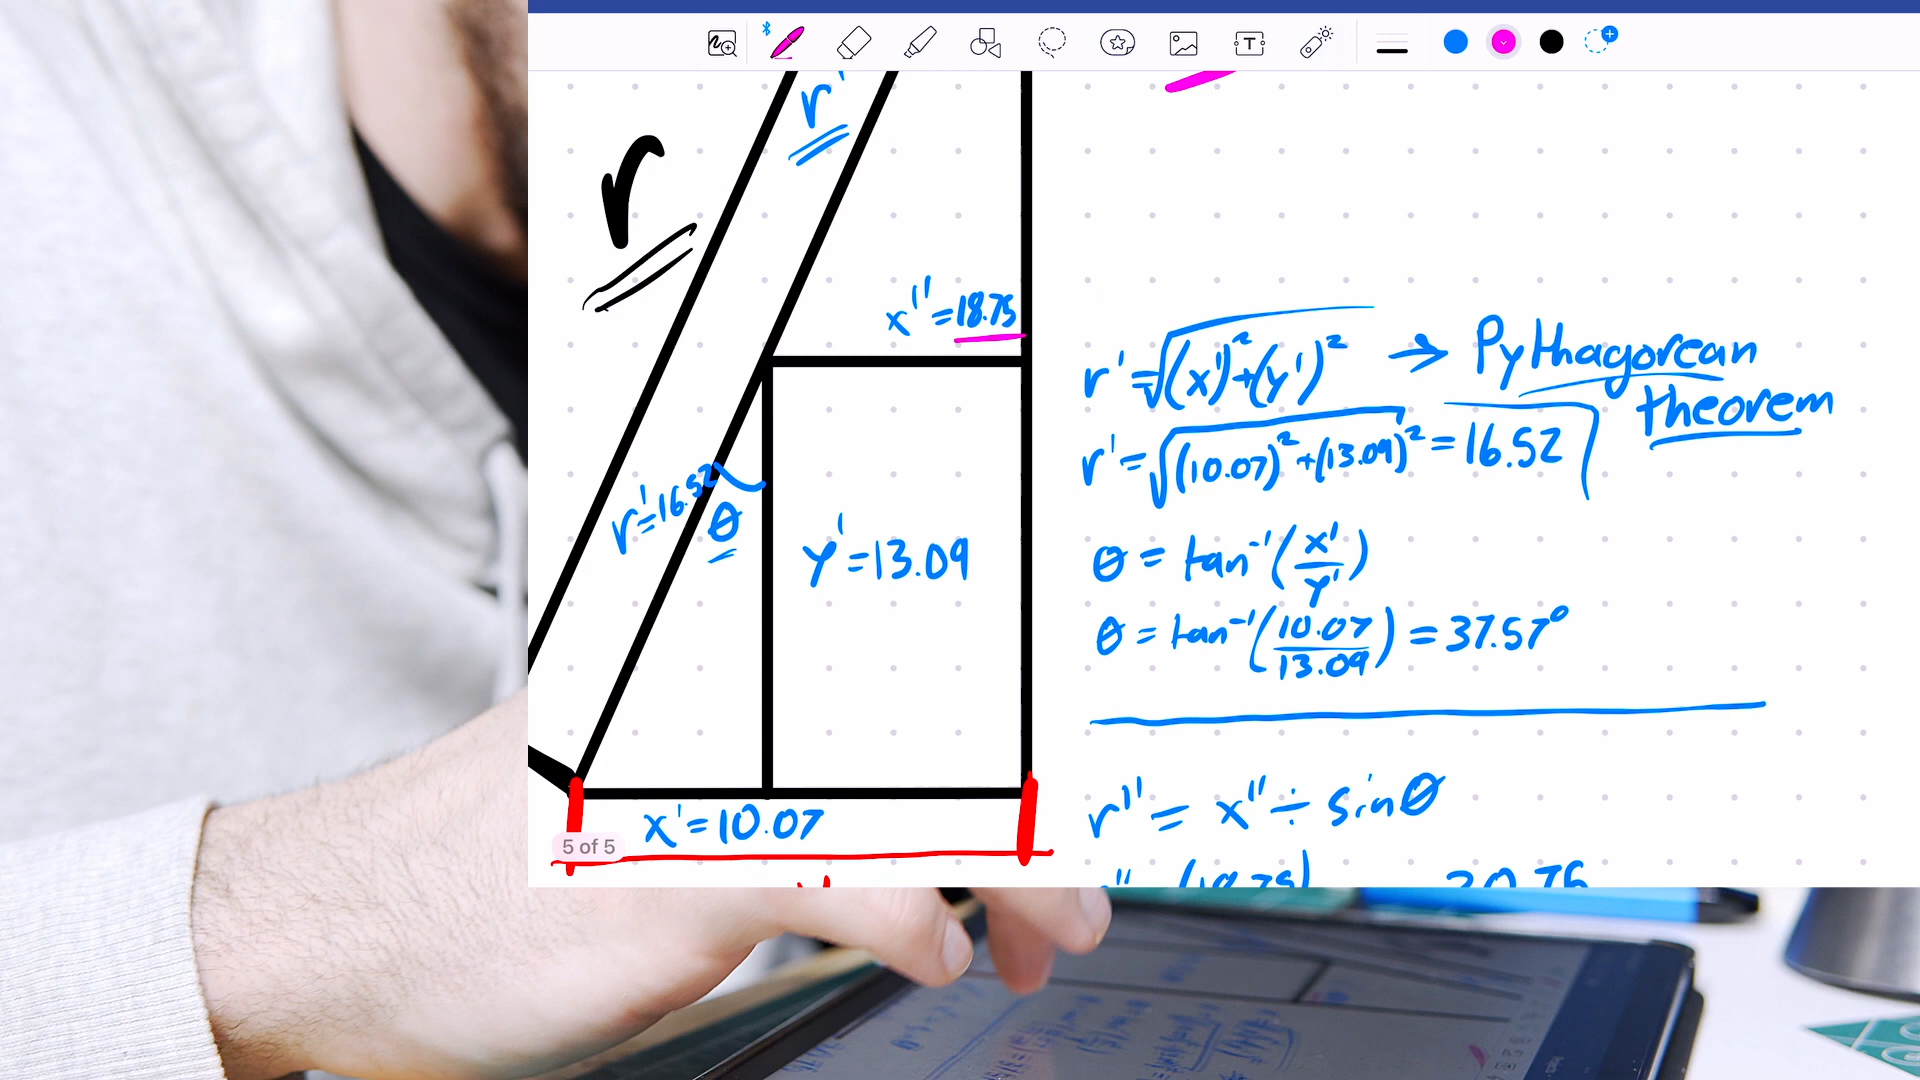 T
r'
r
x''=18.75
r'=√(x')²+(y')² → Pythagorean
theorem
r'=√(10.07)²+(13.09)²=16.52
r'=16.52
θ
y'=13.09
θ = tan⁻¹(x'/y')
θ = tan⁻¹(10.07/13.09) = 37.57°
r'' = x'' ÷ sinθ
x'=10.07
5 of 5